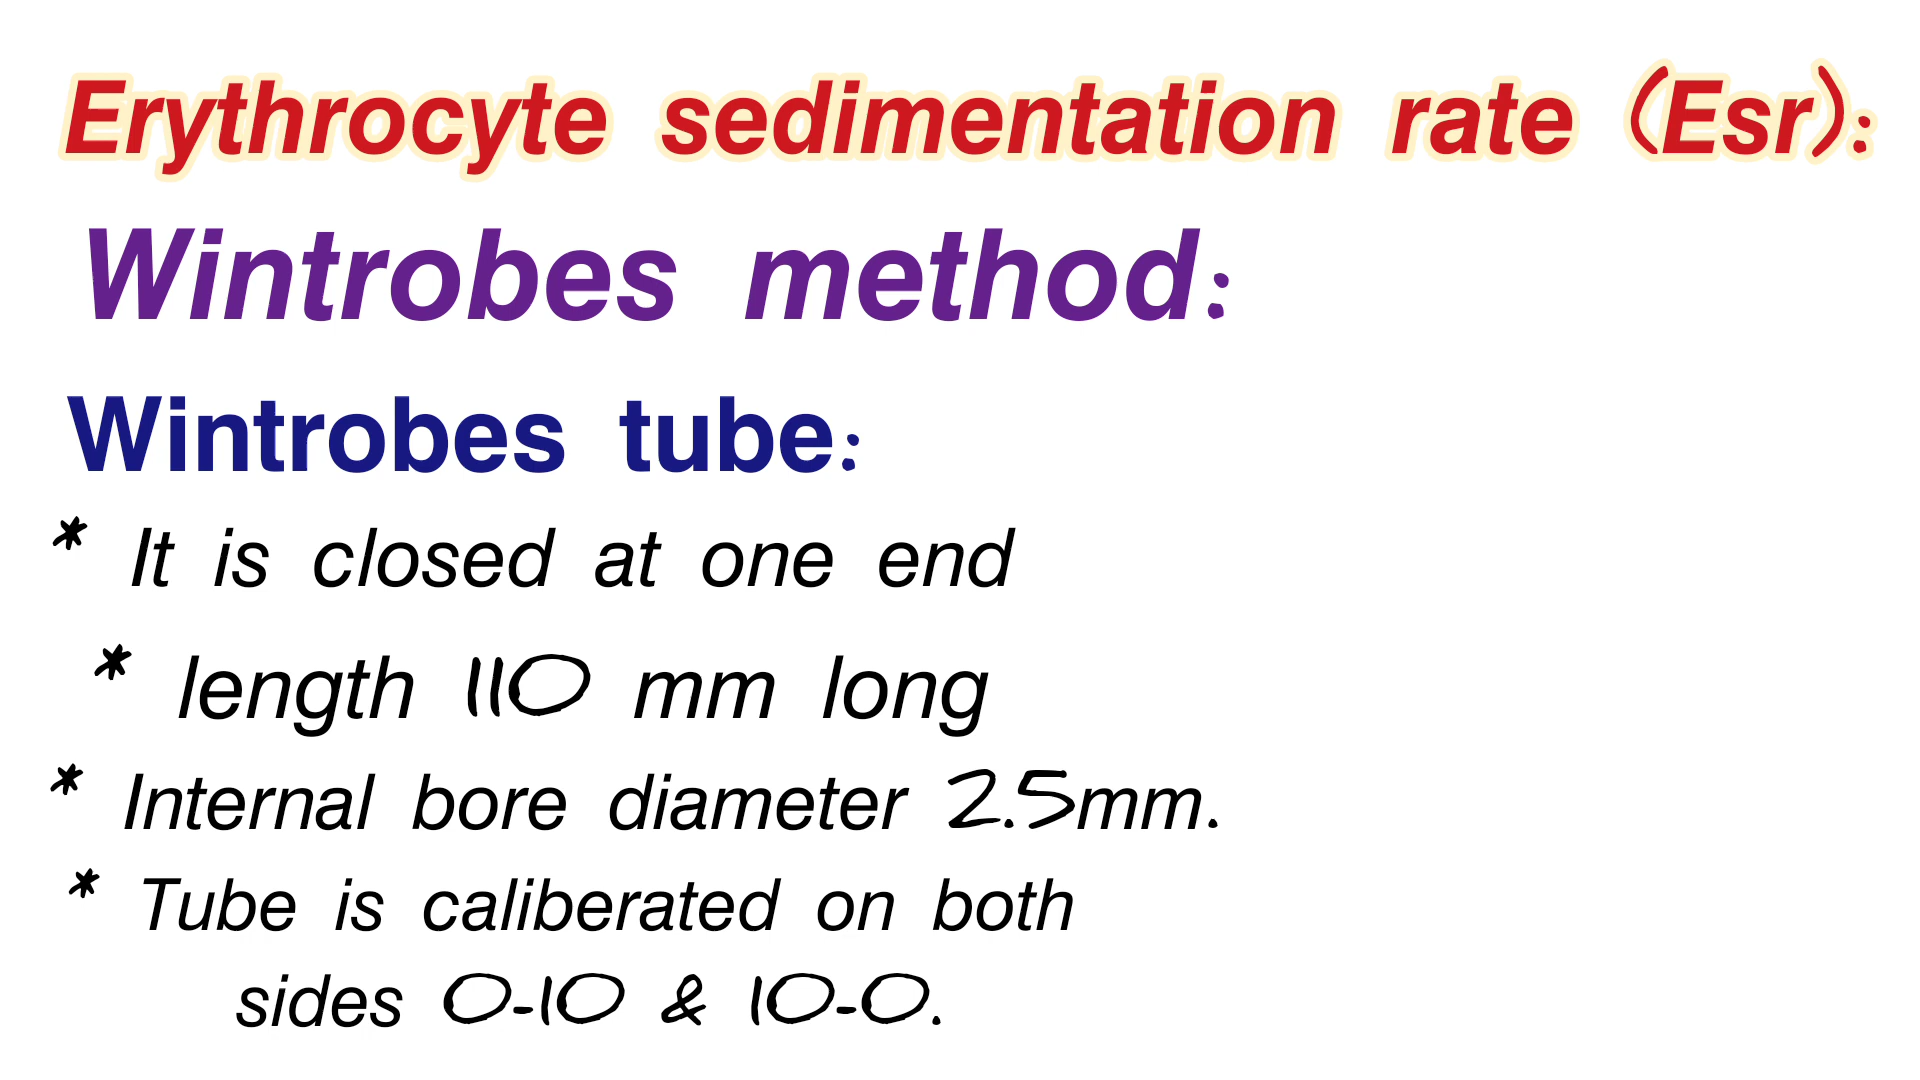 Erythrocyte sedimentation rate (Esr):
Wintrobes method:
Wintrobes tube:
* It is closed at one end
* length 110 mm long
* Internal bore diameter 2.5mm.
* Tube is caliberated on both
sides 0-10 & 10-0.